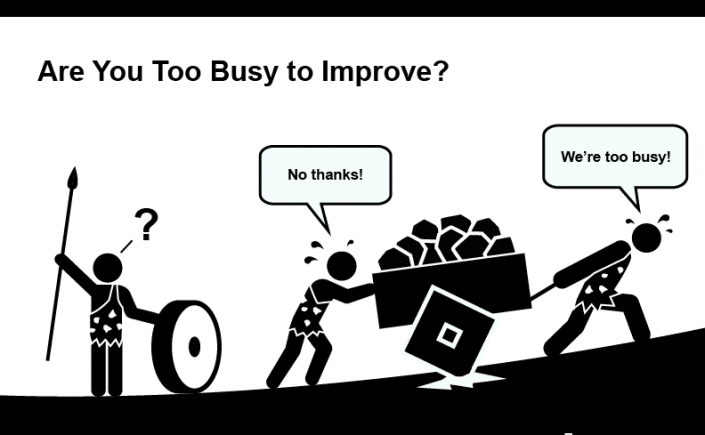 Are You Too Busy to Improve?
We're too busy!
No thanks!
?